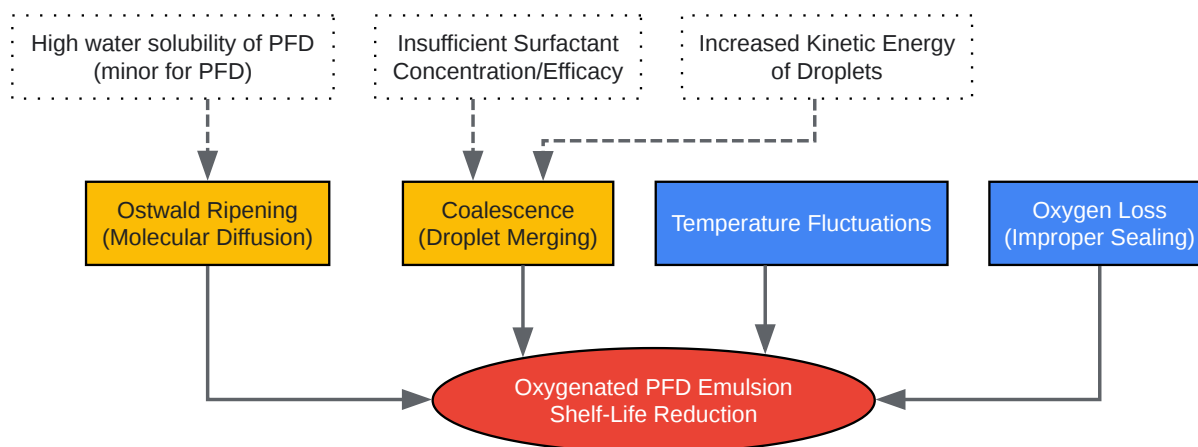 High water solubility of PFD
(minor for PFD)
Insufficient Surfactant
Concentration/Efficacy
Increased Kinetic Energy
of Droplets
Ostwald Ripening
(Molecular Diffusion)
Coalescence
(Droplet Merging)
Temperature Fluctuations
Oxygen Loss
(Improper Sealing)
Oxygenated PFD Emulsion
Shelf-Life Reduction